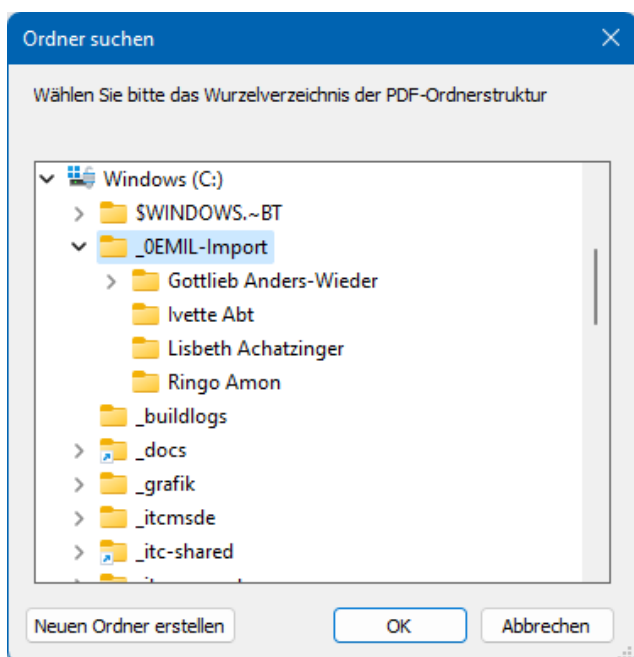 Ordner suchen
Wählen Sie bitte das Wurzelverzeichnis der PDF-Ordnerstruktur
Windows (C:)
$WINDOWS.~BT
_0EMIL-Import
Gottlieb Anders-Wieder
Ivette Abt
Lisbeth Achatzinger
Ringo Amon
_buildlogs
_docs
_grafik
_itcmsde
_itc-shared
Neuen Ordner erstellen
OK
Abbrechen